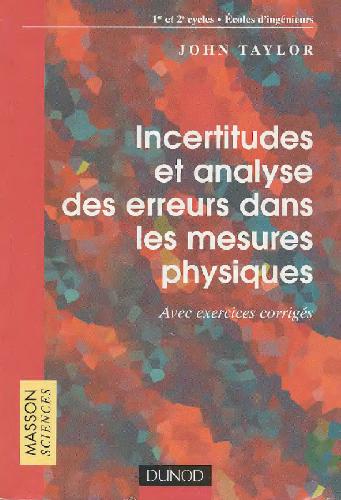 1er et 2e cycles • Écoles d'ingénieurs
JOHN TAYLOR
Incertitudes
et analyse
des erreurs dans
les mesures
physiques
Avec exercices corrigés
MASSON
SCIENCES
DUNOD